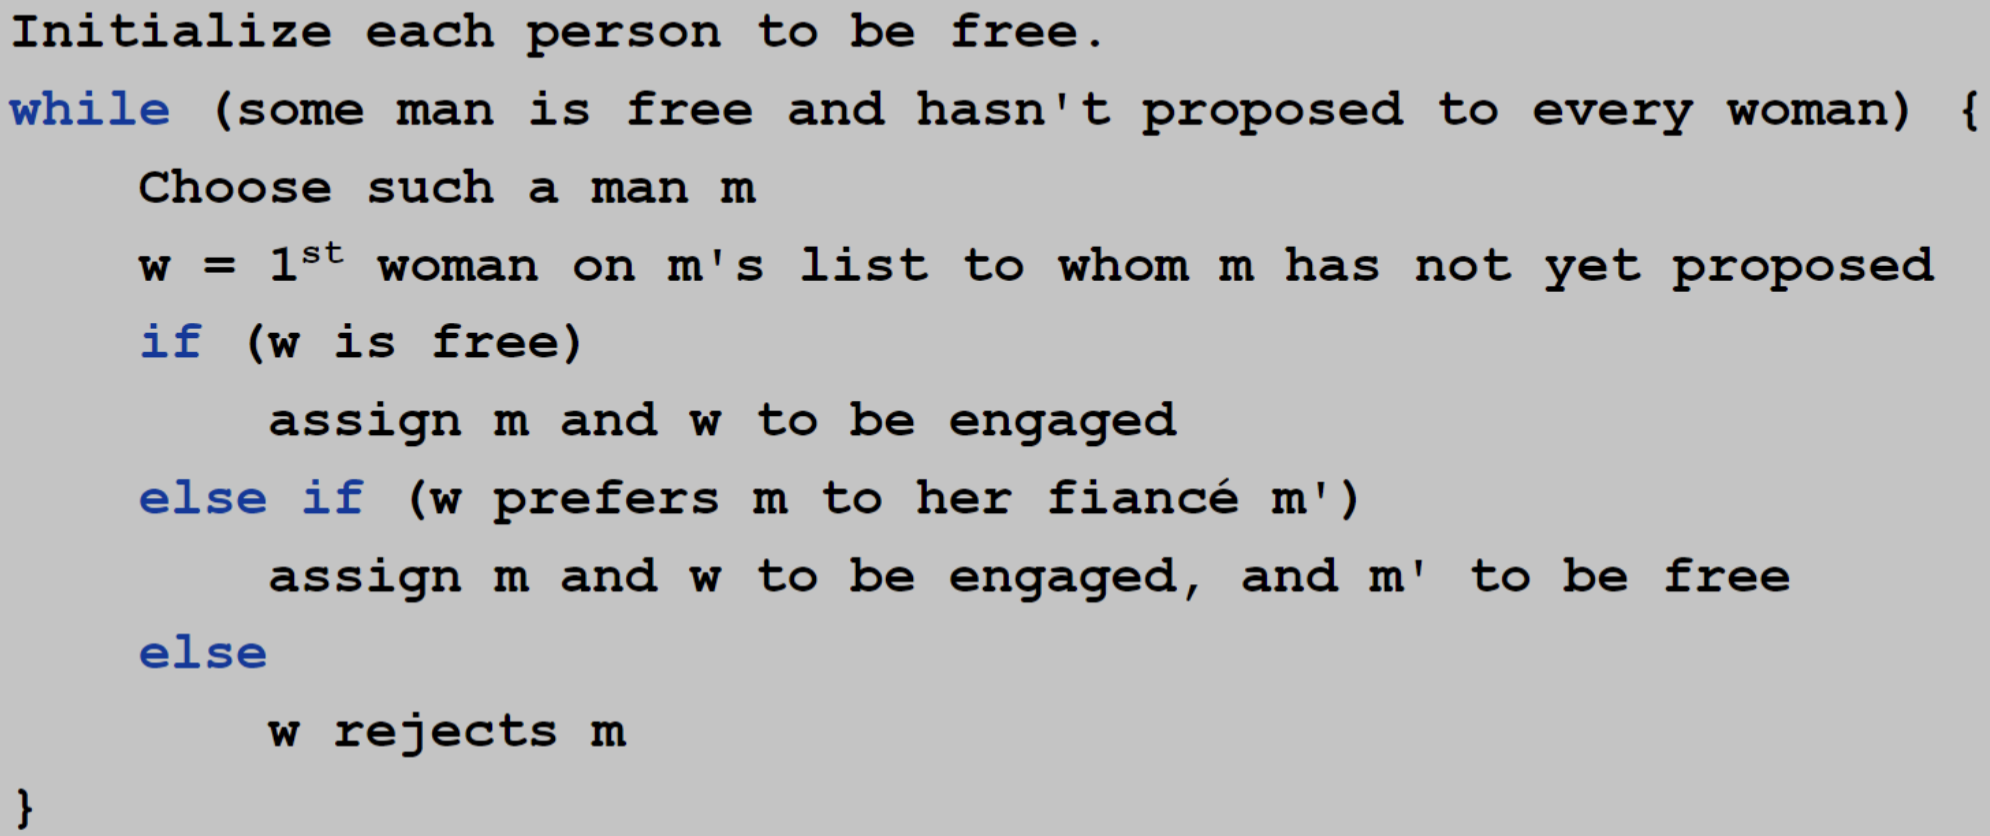 Initialize each person to be free.
while (some man is free and hasn't proposed to every woman) {
Choose such a man m
w = 1st woman on m's list to whom m has not yet proposed
if (w is free)
assign m and w to be engaged
else if (w prefers m to her fiancé m')
assign m and w to be engaged, and m' to be free
else
w rejects m
}